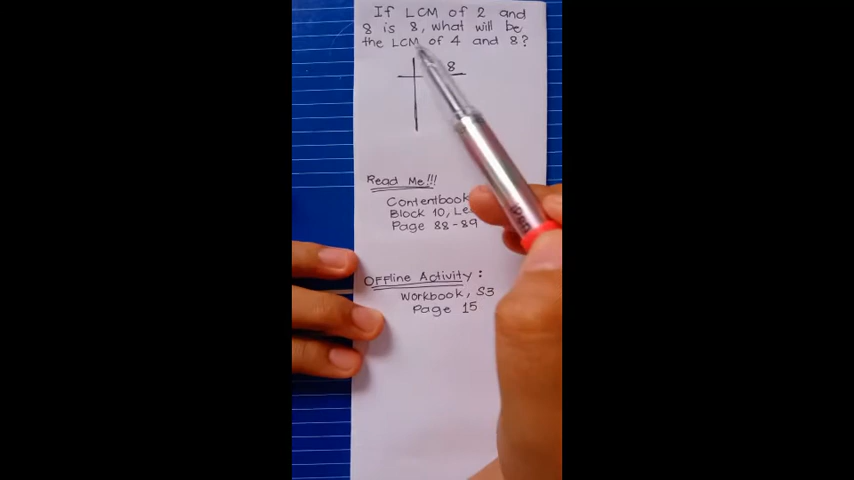 If LCM of 2 and
8 is 8, what will be
the LCM of 4 and 8?
8
Read Me!!!
Contentbook
Block 10,
Page 88-89
Offline Activity:
Workbook, S3
Page 15